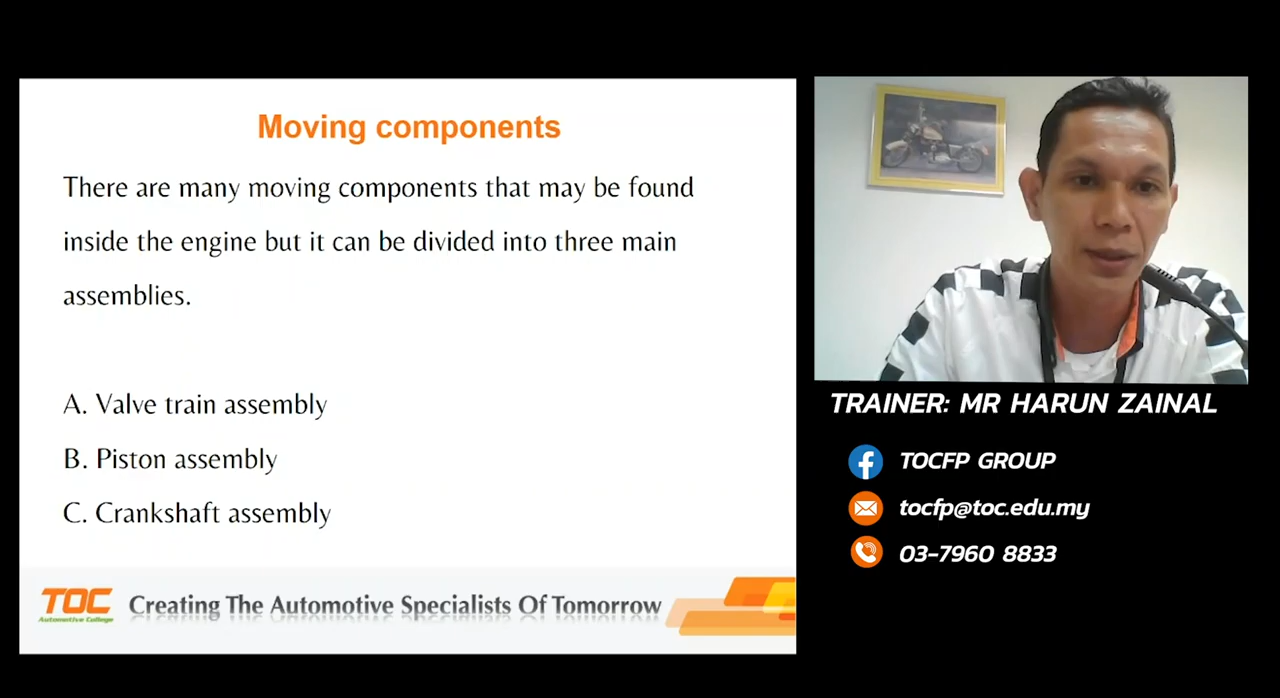 Moving components
There are many moving components that may be found
inside the engine but it can be divided into three main
assemblies.
A. Valve train assembly
B. Piston assembly
C. Crankshaft assembly
TOC
Automotive College
Creating The Automotive Specialists Of Tomorrow
TRAINER: MR HARUN ZAINAL
TOCFP GROUP
tocfp@toc.edu.my
03-7960 8833